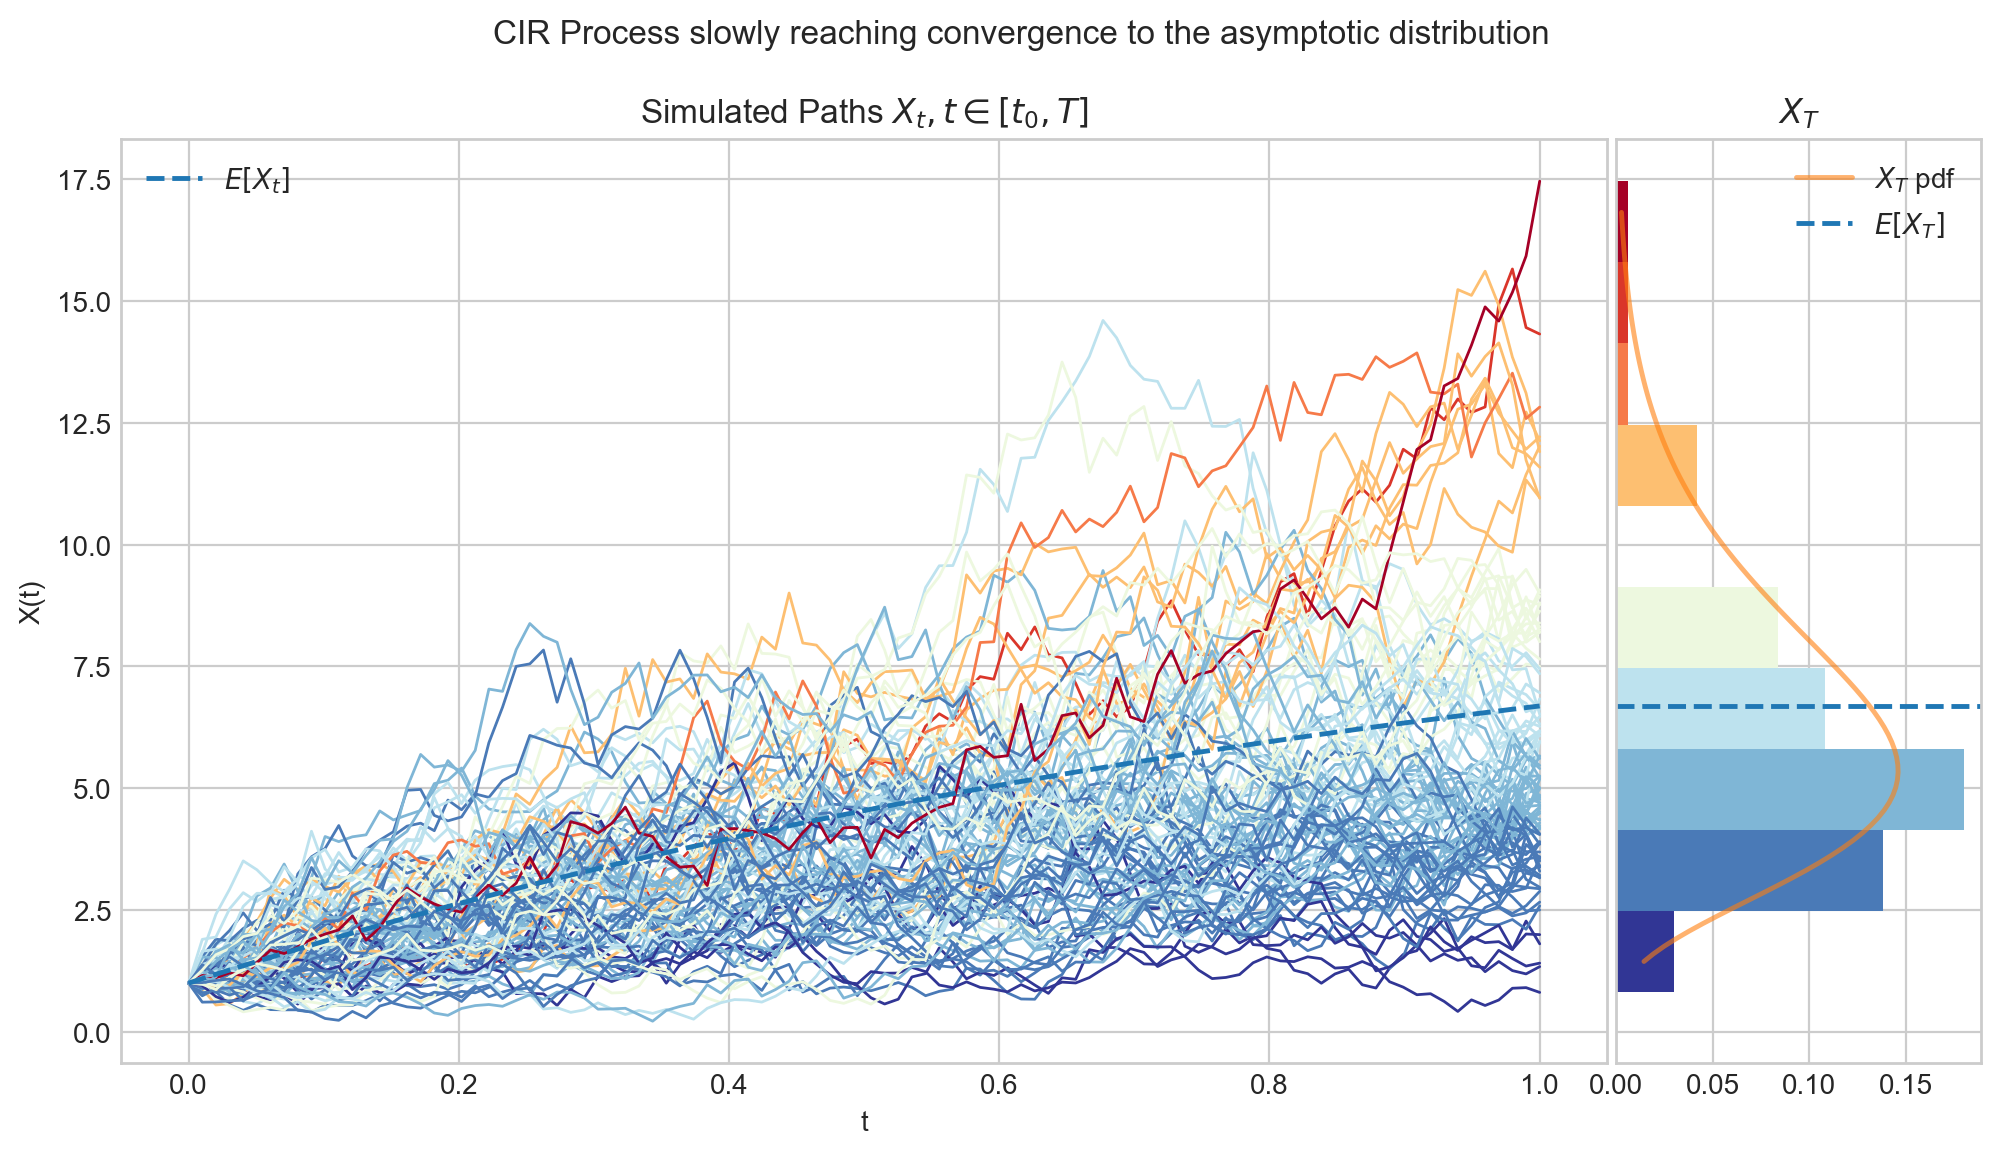 CIR Process slowly reaching convergence to the asymptotic distribution
Simulated Paths $X_t, t \in [t_0, T]$
$X_T$
$E[X_t]$
$X_T$ pdf
$E[X_T]$
17.5
15.0
12.5
10.0
7.5
5.0
2.5
0.0
X(t)
0.0 0.2 0.4 0.6 0.8 1.0
0.00 0.05 0.10 0.15
t